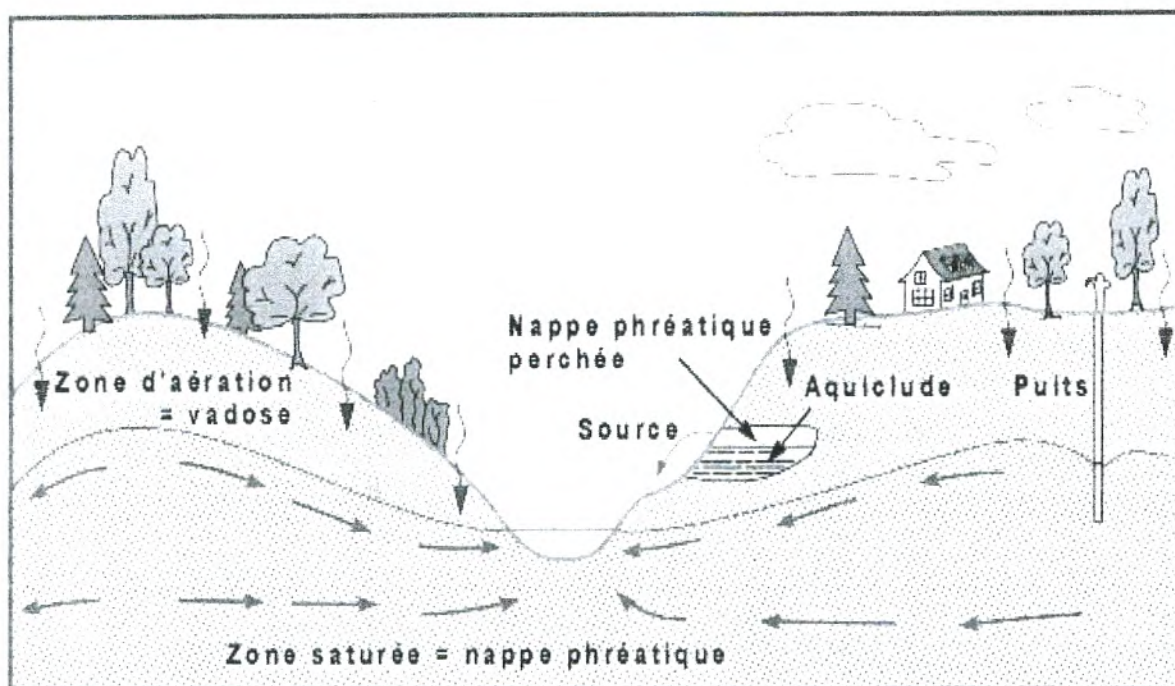 Nappe phréatique
perchée
Zone d'aération
= vadose
Aquiclude
Puits
Source
Zone saturée = nappe phréatique